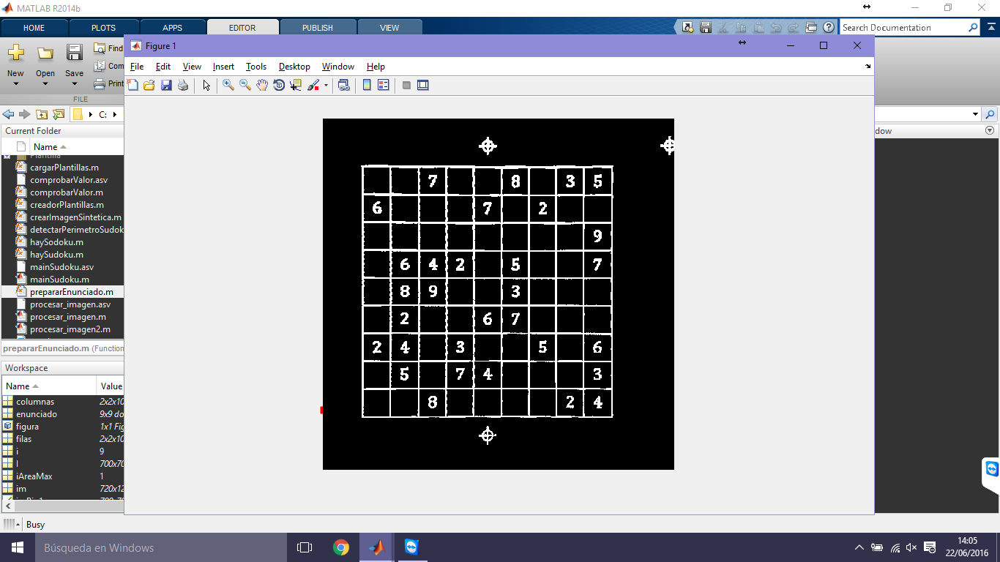 MATLAB R2014b
HOME PLOTS APPS EDITOR PUBLISH VIEW Search Documentation
Figure 1
File Edit View Insert Tools Desktop Window Help
New Open Save Find
Com
Print
FILE
C:
Current Folder dow
Name
Plantilla
cargarPlantillas.m
comprobarValor.asv
comprobarValor.m
creadorPlantillas.m
crearImagenSintetica.m
detectarPerimetroSudok
haySodoku.m
haySudoku.m
mainSudoku.asv
mainSudoku.m
prepararEnunciado.m
procesar_imagen.asv
procesar_imagen.m
procesar_imagen2.m
prepararEnunciado.m (Function
Workspace
Name Value
columnas 2x2x10
enunciado 9x9 do
figura 1x1 Fig
filas 2x2x10
i 9
l 700x70
iAreaMax 1
im 720x12
7 8 3 5
6 7 2
9
6 4 2 5 7
8 9 3
2 6 7
2 4 3 5 6
5 7 4 3
8 2 4
Busy
Búsqueda en Windows
14:05
22/06/2016